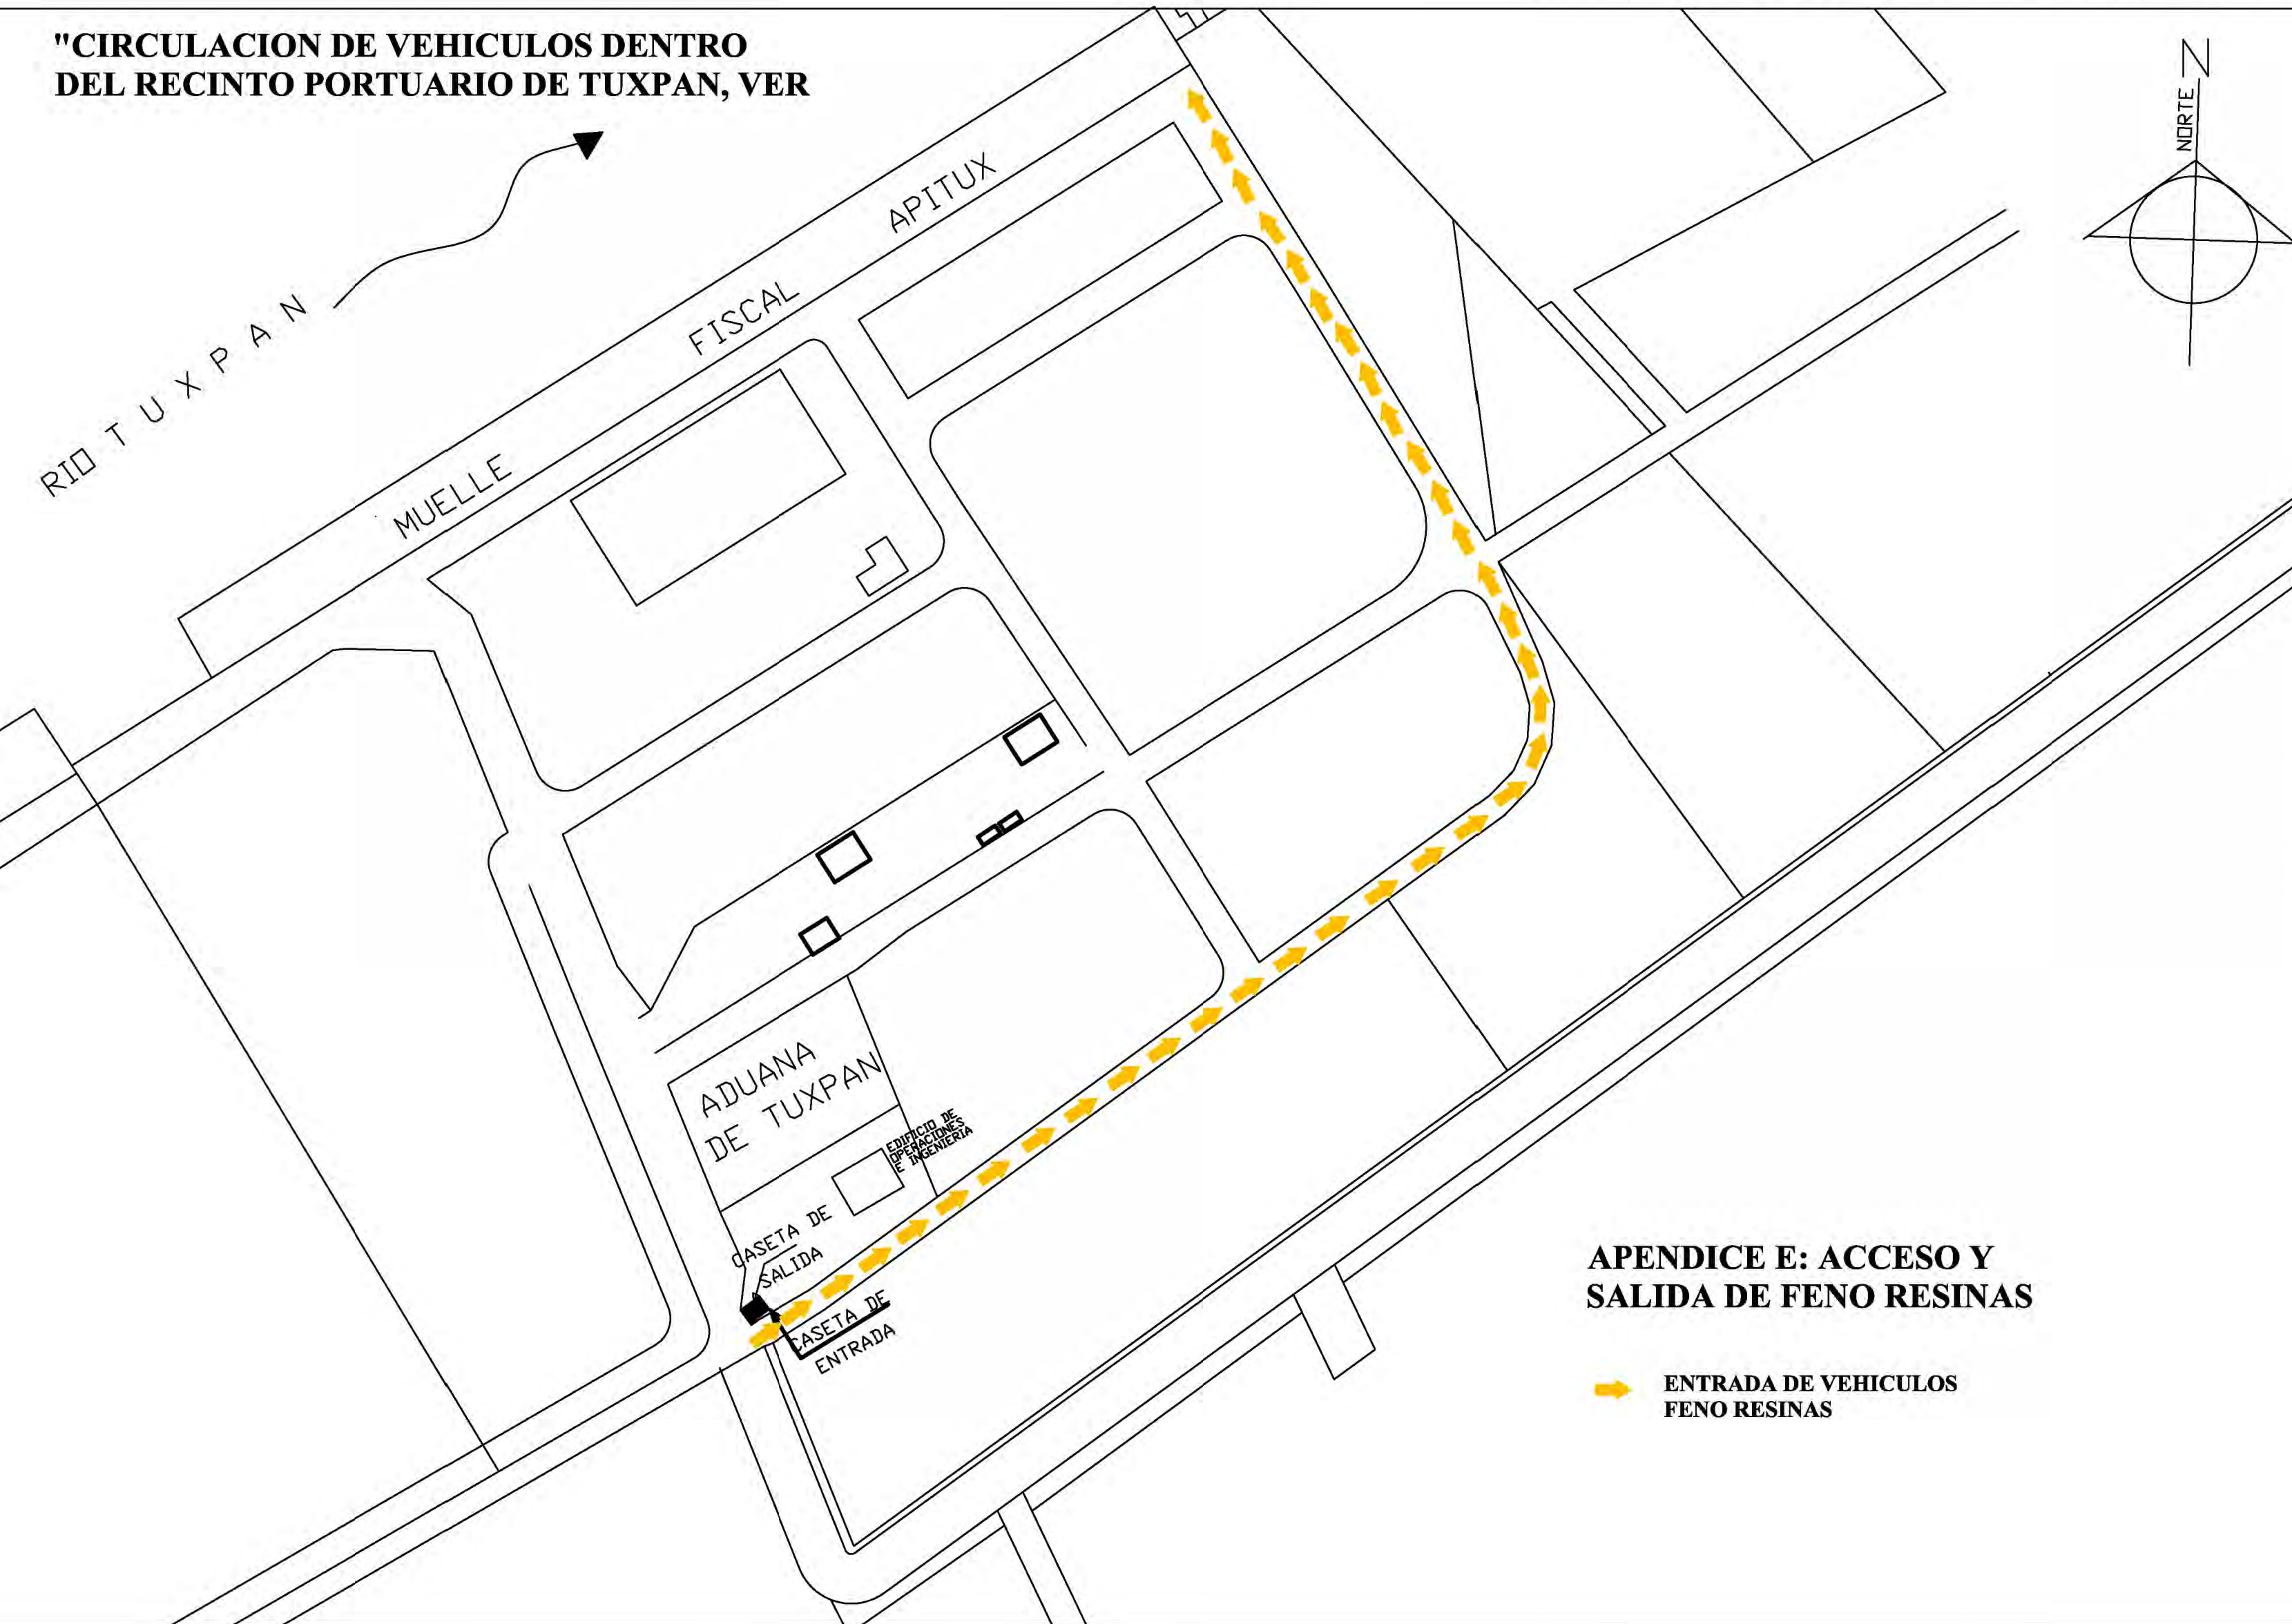 "CIRCULACION DE VEHICULOS DENTRO
DEL RECINTO PORTUARIO DE TUXPAN, VER
N
NORTE
RIO TUXPAN
MUELLE FISCAL APITUX
ADUANA
DE TUXPAN
EDIFICIO DE
OPERACIONES
E INGENIERIA
CASETA DE
SALIDA
CASETA DE
ENTRADA
APENDICE E: ACCESO Y
SALIDA DE FENO RESINAS
ENTRADA DE VEHICULOS
FENO RESINAS